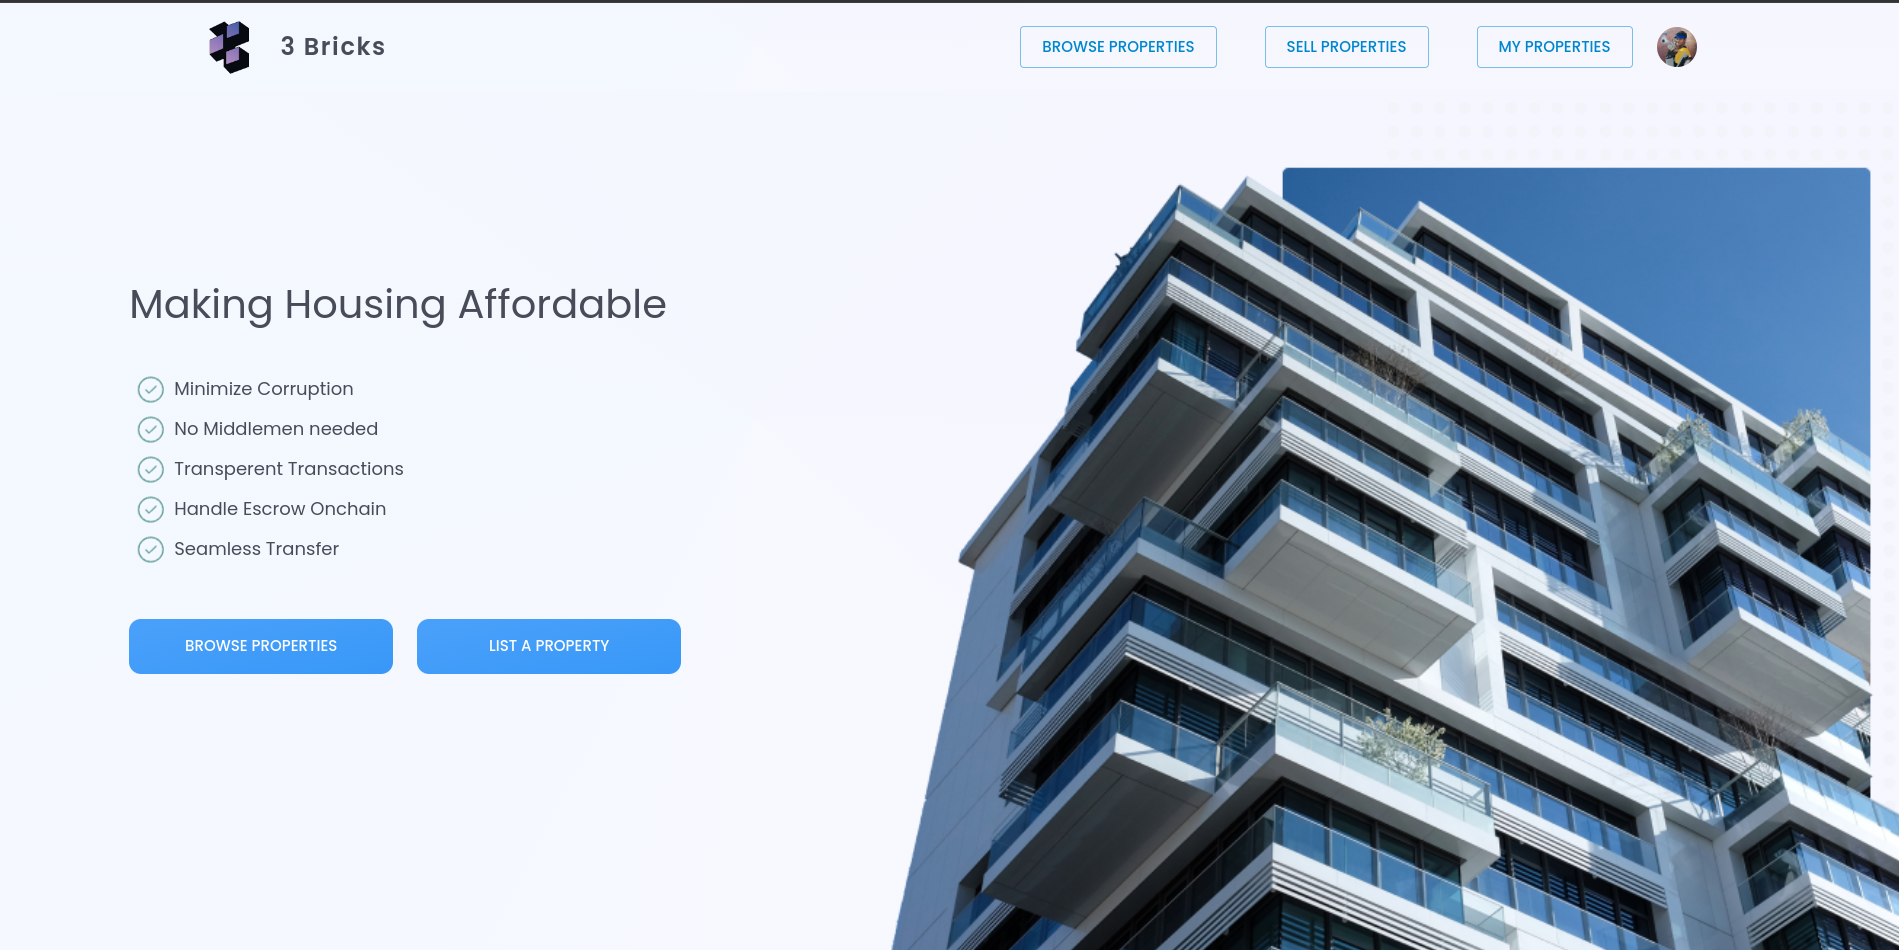 3 Bricks
BROWSE PROPERTIES
SELL PROPERTIES
MY PROPERTIES
Making Housing Affordable
Minimize Corruption
No Middlemen needed
Transperent Transactions
Handle Escrow Onchain
Seamless Transfer
BROWSE PROPERTIES
LIST A PROPERTY